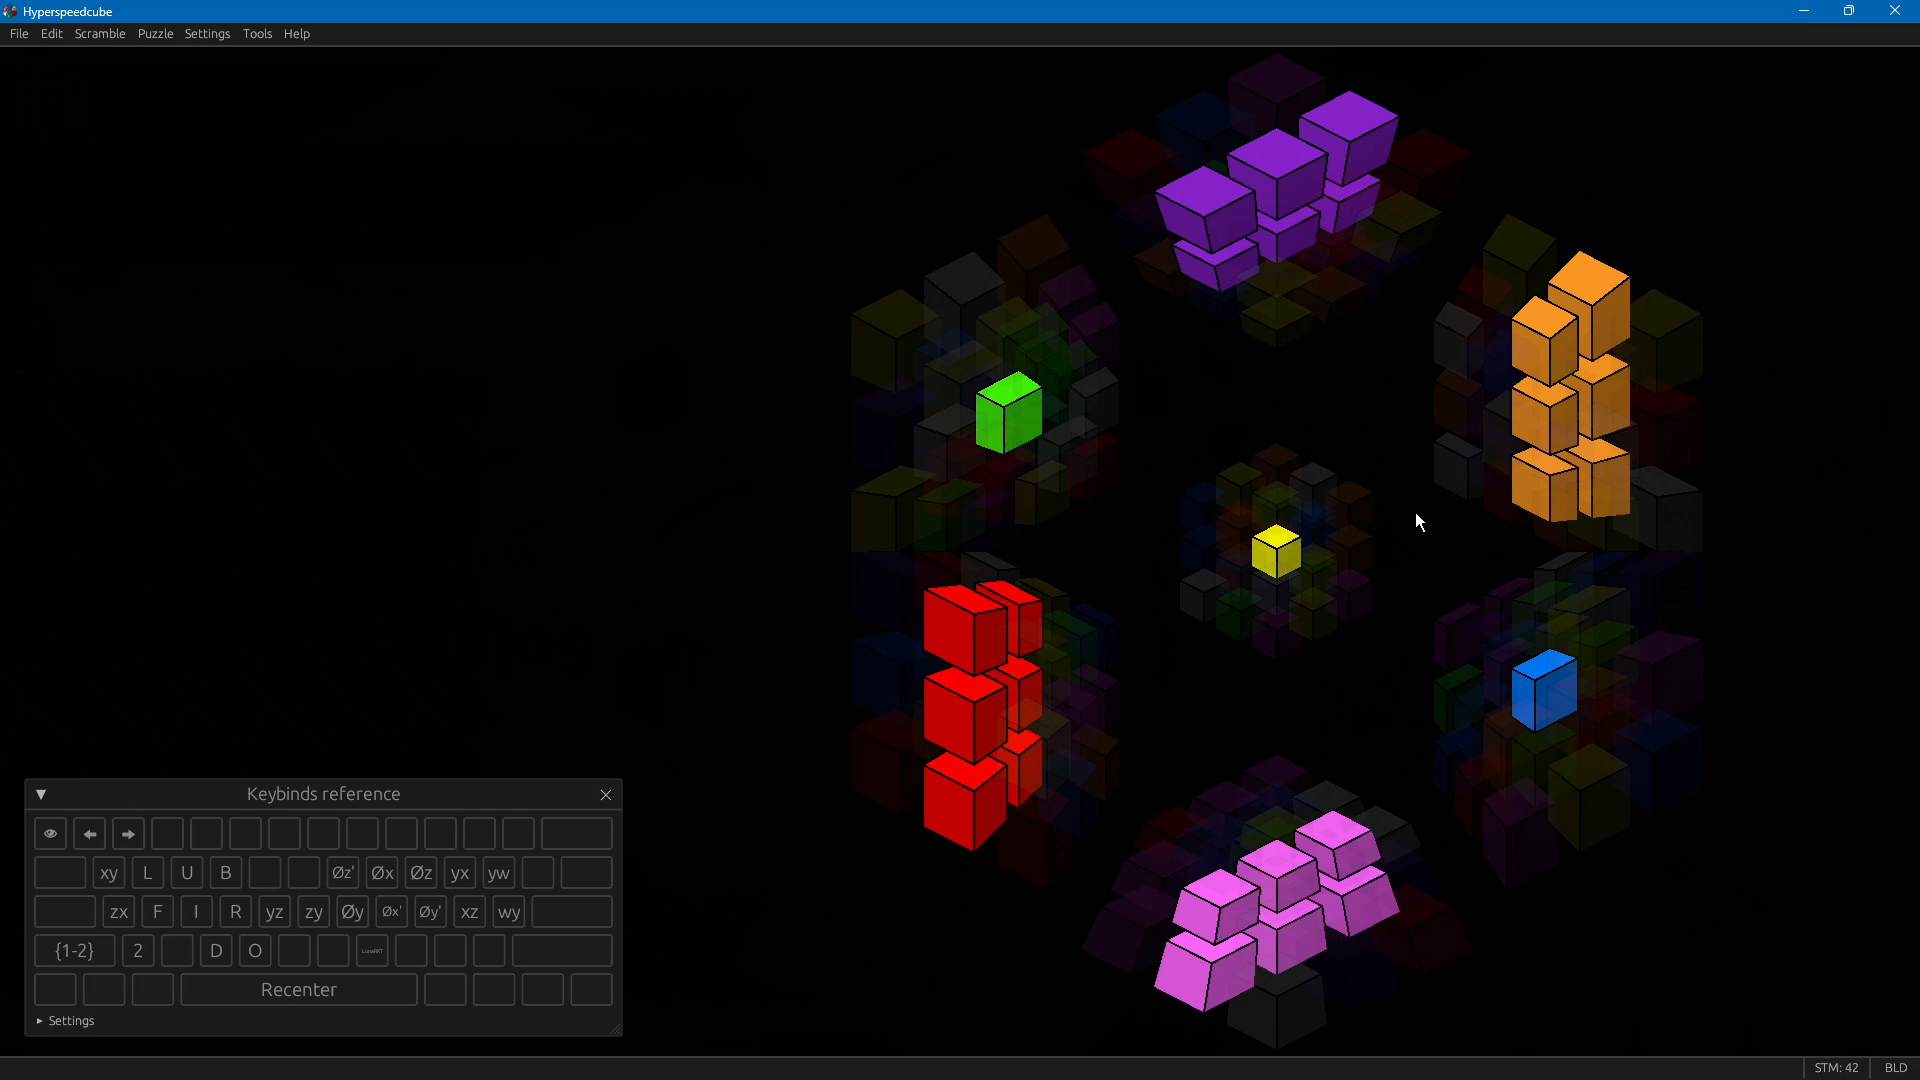 Hyperspeedcube
File Edit Scramble Puzzle Settings Tools Help
Keybinds reference
xy L U B Øz' Øx Øz yx yw
zx F I R yz zy Øy Øx' Øy' xz wy
{1-2} 2 D O
Recenter
Settings
STM: 42 BLD